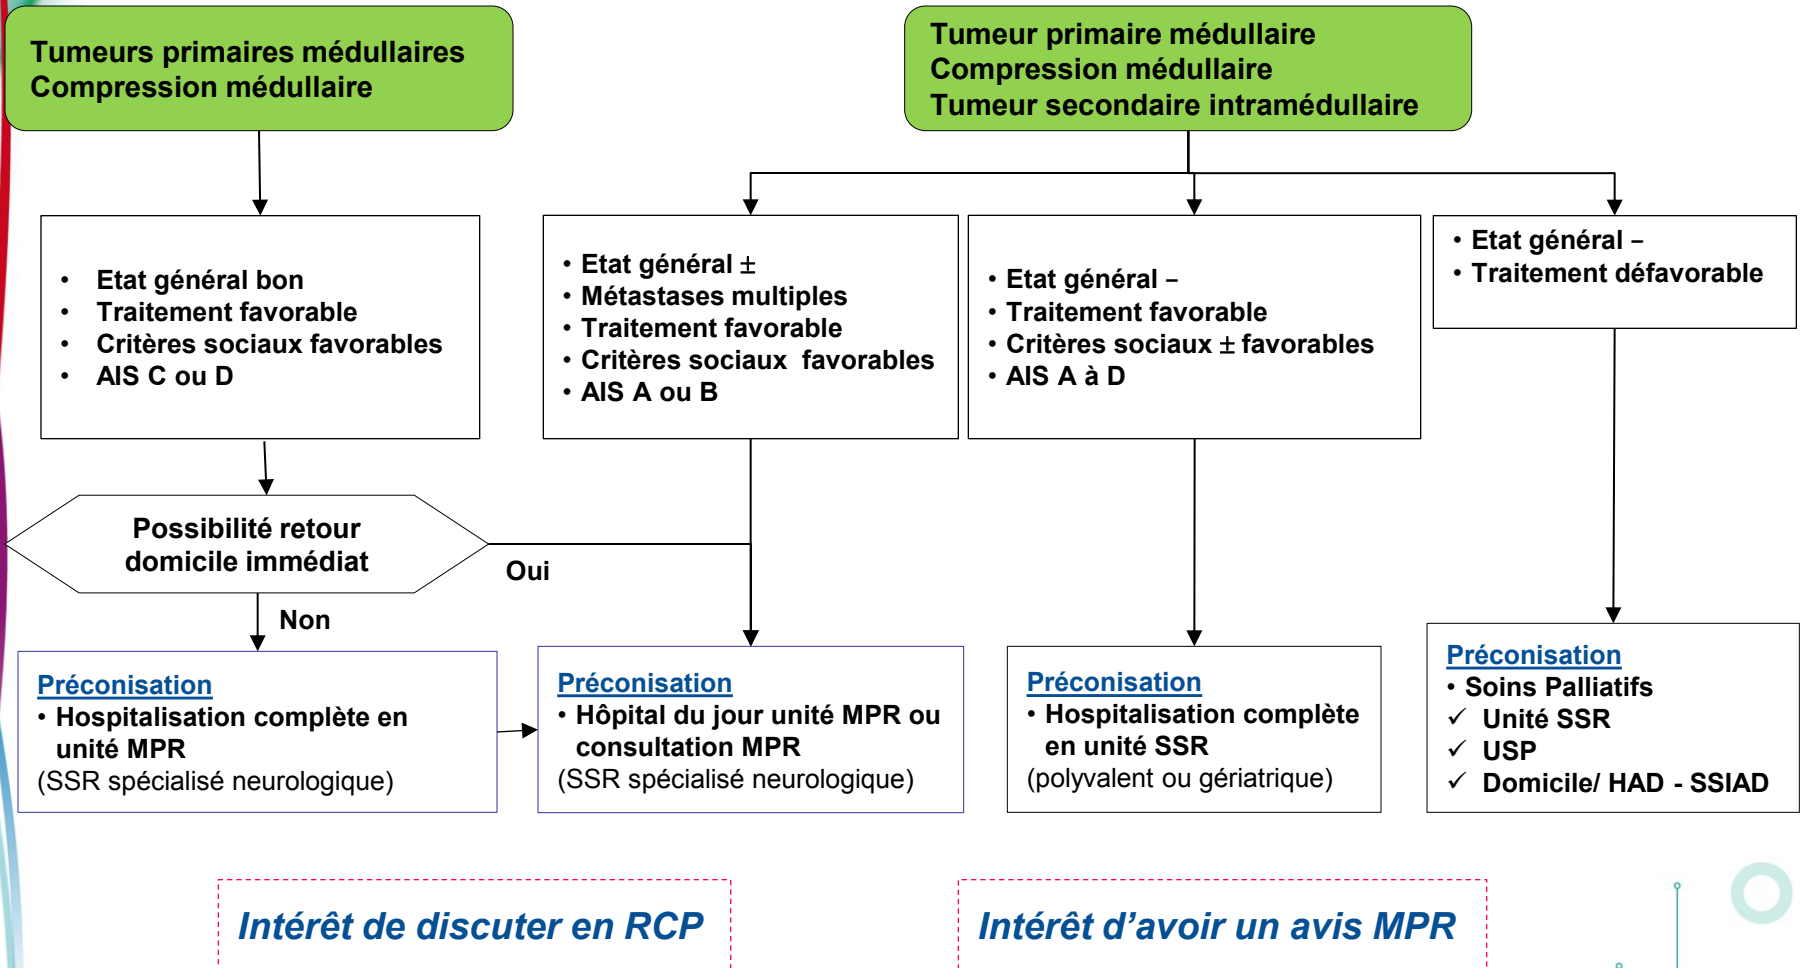 Tumeurs primaires médullaires
Compression médullaire
Tumeur primaire médullaire
Compression médullaire
Tumeur secondaire intramédullaire
• Etat général bon
• Traitement favorable
• Critères sociaux favorables
• AIS C ou D
• Etat général ±
• Métastases multiples
• Traitement favorable
• Critères sociaux favorables
• AIS A ou B
• Etat général –
• Traitement favorable
• Critères sociaux ± favorables
• AIS A à D
• Etat général –
• Traitement défavorable
Possibilité retour
domicile immédiat
Oui
Non
Préconisation
• Hospitalisation complète en
unité MPR
(SSR spécialisé neurologique)
Préconisation
• Hôpital du jour unité MPR ou
consultation MPR
(SSR spécialisé neurologique)
Préconisation
• Hospitalisation complète
en unité SSR
(polyvalent ou gériatrique)
Préconisation
• Soins Palliatifs
✓ Unité SSR
✓ USP
✓ Domicile/ HAD - SSIAD
Intérêt de discuter en RCP
Intérêt d’avoir un avis MPR